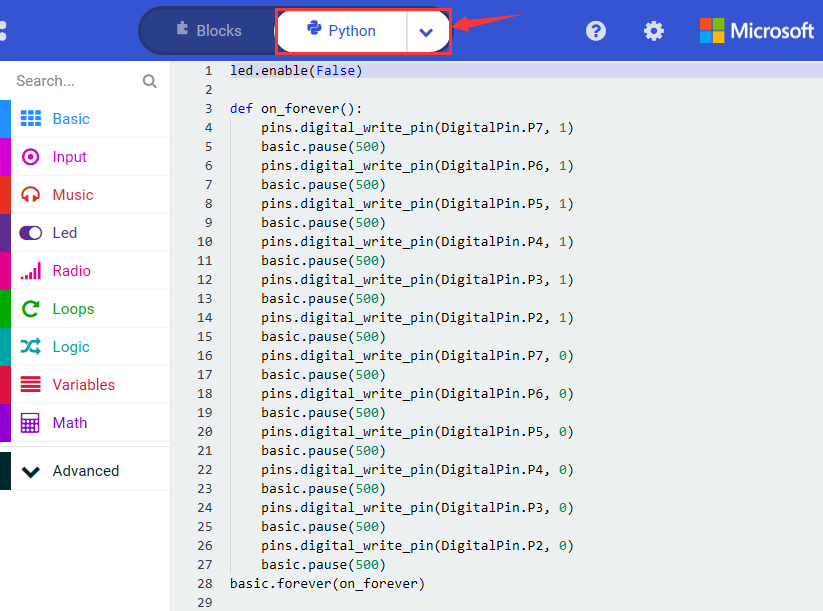 Blocks
Python
Microsoft
Search...
Basic
Input
Music
Led
Radio
Loops
Logic
Variables
Math
Advanced
1 led.enable(False)
2
3 def on_forever():
4     pins.digital_write_pin(DigitalPin.P7, 1)
5     basic.pause(500)
6     pins.digital_write_pin(DigitalPin.P6, 1)
7     basic.pause(500)
8     pins.digital_write_pin(DigitalPin.P5, 1)
9     basic.pause(500)
10     pins.digital_write_pin(DigitalPin.P4, 1)
11     basic.pause(500)
12     pins.digital_write_pin(DigitalPin.P3, 1)
13     basic.pause(500)
14     pins.digital_write_pin(DigitalPin.P2, 1)
15     basic.pause(500)
16     pins.digital_write_pin(DigitalPin.P7, 0)
17     basic.pause(500)
18     pins.digital_write_pin(DigitalPin.P6, 0)
19     basic.pause(500)
20     pins.digital_write_pin(DigitalPin.P5, 0)
21     basic.pause(500)
22     pins.digital_write_pin(DigitalPin.P4, 0)
23     basic.pause(500)
24     pins.digital_write_pin(DigitalPin.P3, 0)
25     basic.pause(500)
26     pins.digital_write_pin(DigitalPin.P2, 0)
27     basic.pause(500)
28 basic.forever(on_forever)
29